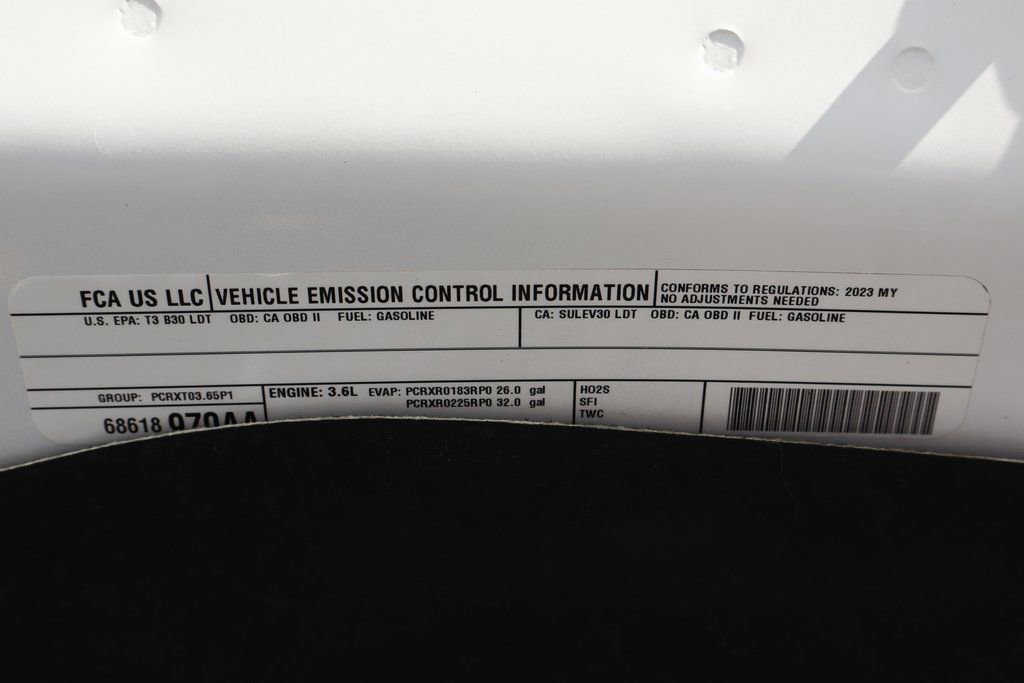 FCA US LLC VEHICLE EMISSION CONTROL INFORMATION
CONFORMS TO REGULATIONS: 2023 MY
NO ADJUSTMENTS NEEDED
U.S. EPA: T3 B30 LDT OBD: CA OBD II FUEL: GASOLINE
CA: SULEV30 LDT OBD: CA OBD II FUEL: GASOLINE
GROUP: PCRXT03.65P1
68618 970AA
ENGINE: 3.6L EVAP: PCRXR0183RP0 26.0 gal
PCRXR0225RP0 32.0 gal
HO2S
SFI
TWC